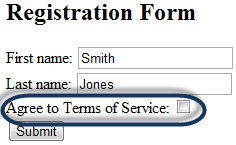 Registration Form
First name: Smith
Last name: Jones
Agree to Terms of Service:
Submit